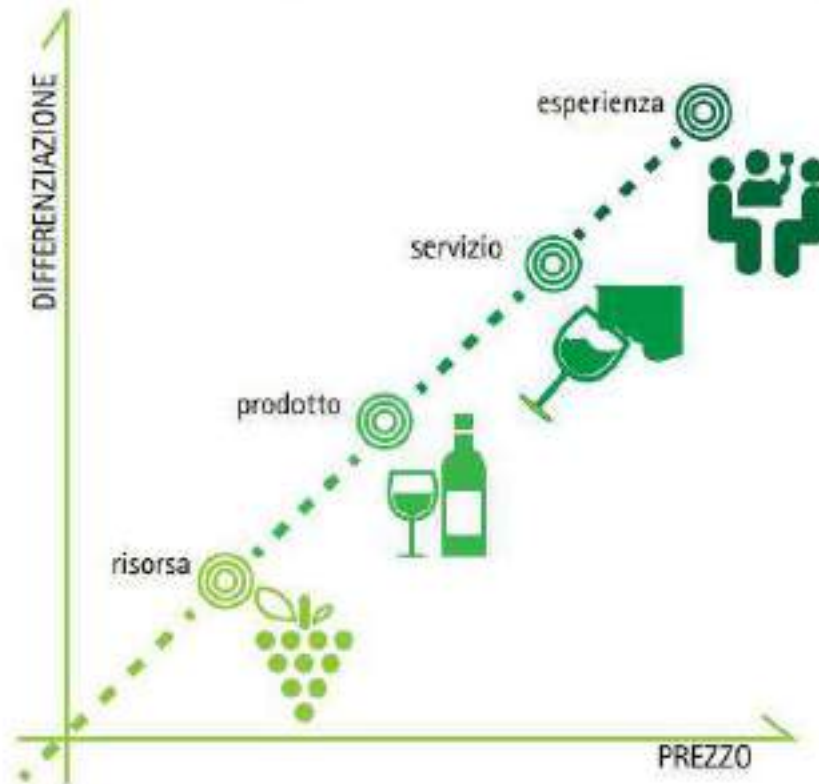 DIFFERENZIAZIONE
esperienza
servizio
prodotto
risorsa
PREZZO